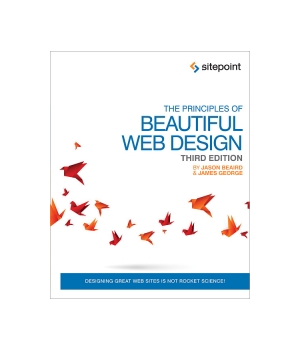 sitepoint
THE PRINCIPLES OF
BEAUTIFUL
WEB DESIGN
THIRD EDITION
BY JASON BEAIRD
& JAMES GEORGE
DESIGNING GREAT WEB SITES IS NOT ROCKET SCIENCE!